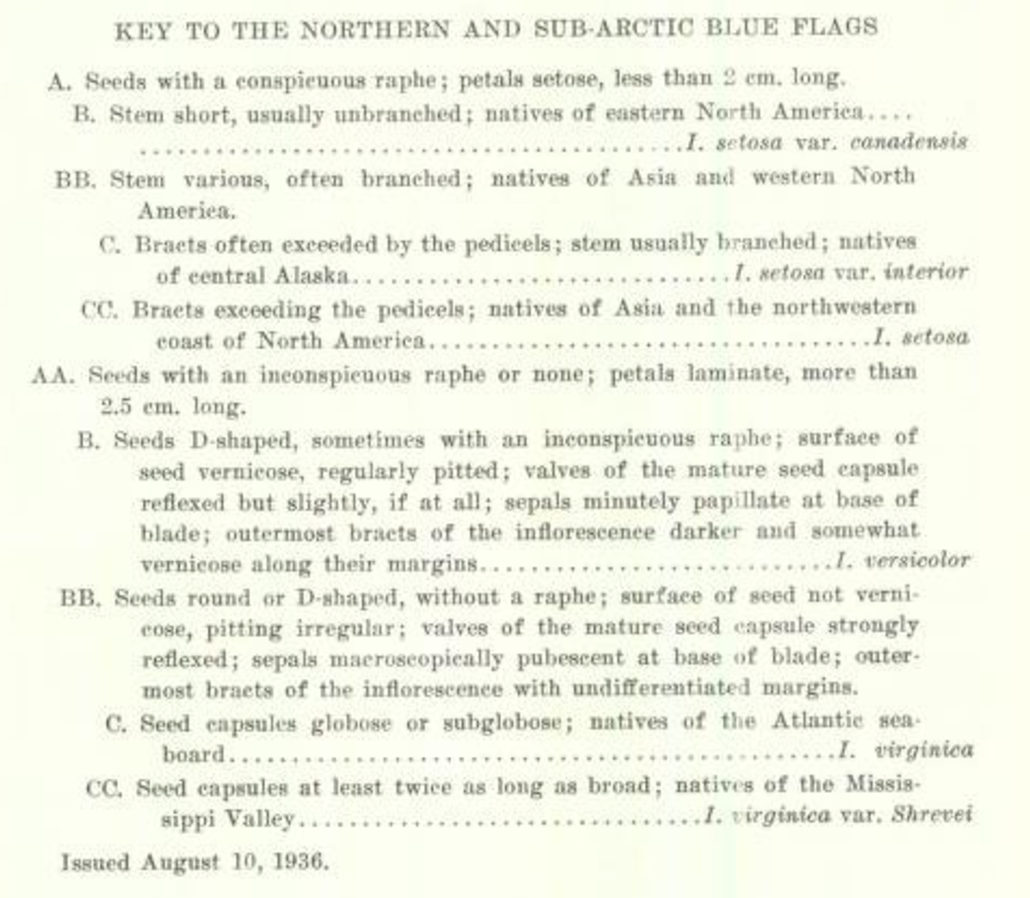 KEY TO THE NORTHERN AND SUB-ARCTIC BLUE FLAGS
A. Seeds with a conspicuous raphe; petals setose, less than 2 cm. long.
B. Stem short, usually unbranched; natives of eastern North America....
...........................................I. setosa var. canadensis
BB. Stem various, often branched; natives of Asia and western North
America.
C. Bracts often exceeded by the pedicels; stem usually branched; natives
of central Alaska..............................I. setosa var. interior
CC. Bracts exceeding the pedicels; natives of Asia and the northwestern
coast of North America...................................I. setosa
AA. Seeds with an inconspicuous raphe or none; petals laminate, more than
2.5 cm. long.
B. Seeds D-shaped, sometimes with an inconspicuous raphe; surface of
seed vernicose, regularly pitted; valves of the mature seed capsule
reflexed but slightly, if at all; sepals minutely papillate at base of
blade; outermost bracts of the inflorescence darker and somewhat
vernicose along their margins............................I. versicolor
BB. Seeds round or D-shaped, without a raphe; surface of seed not verni-
cose, pitting irregular; valves of the mature seed capsule strongly
reflexed; sepals macroscopically pubescent at base of blade; outer-
most bracts of the inflorescence with undifferentiated margins.
C. Seed capsules globose or subglobose; natives of the Atlantic sea-
board................................................I. virginica
CC. Seed capsules at least twice as long as broad; natives of the Missis-
sippi Valley................................I. virginica var. Shrevei
Issued August 10, 1936.